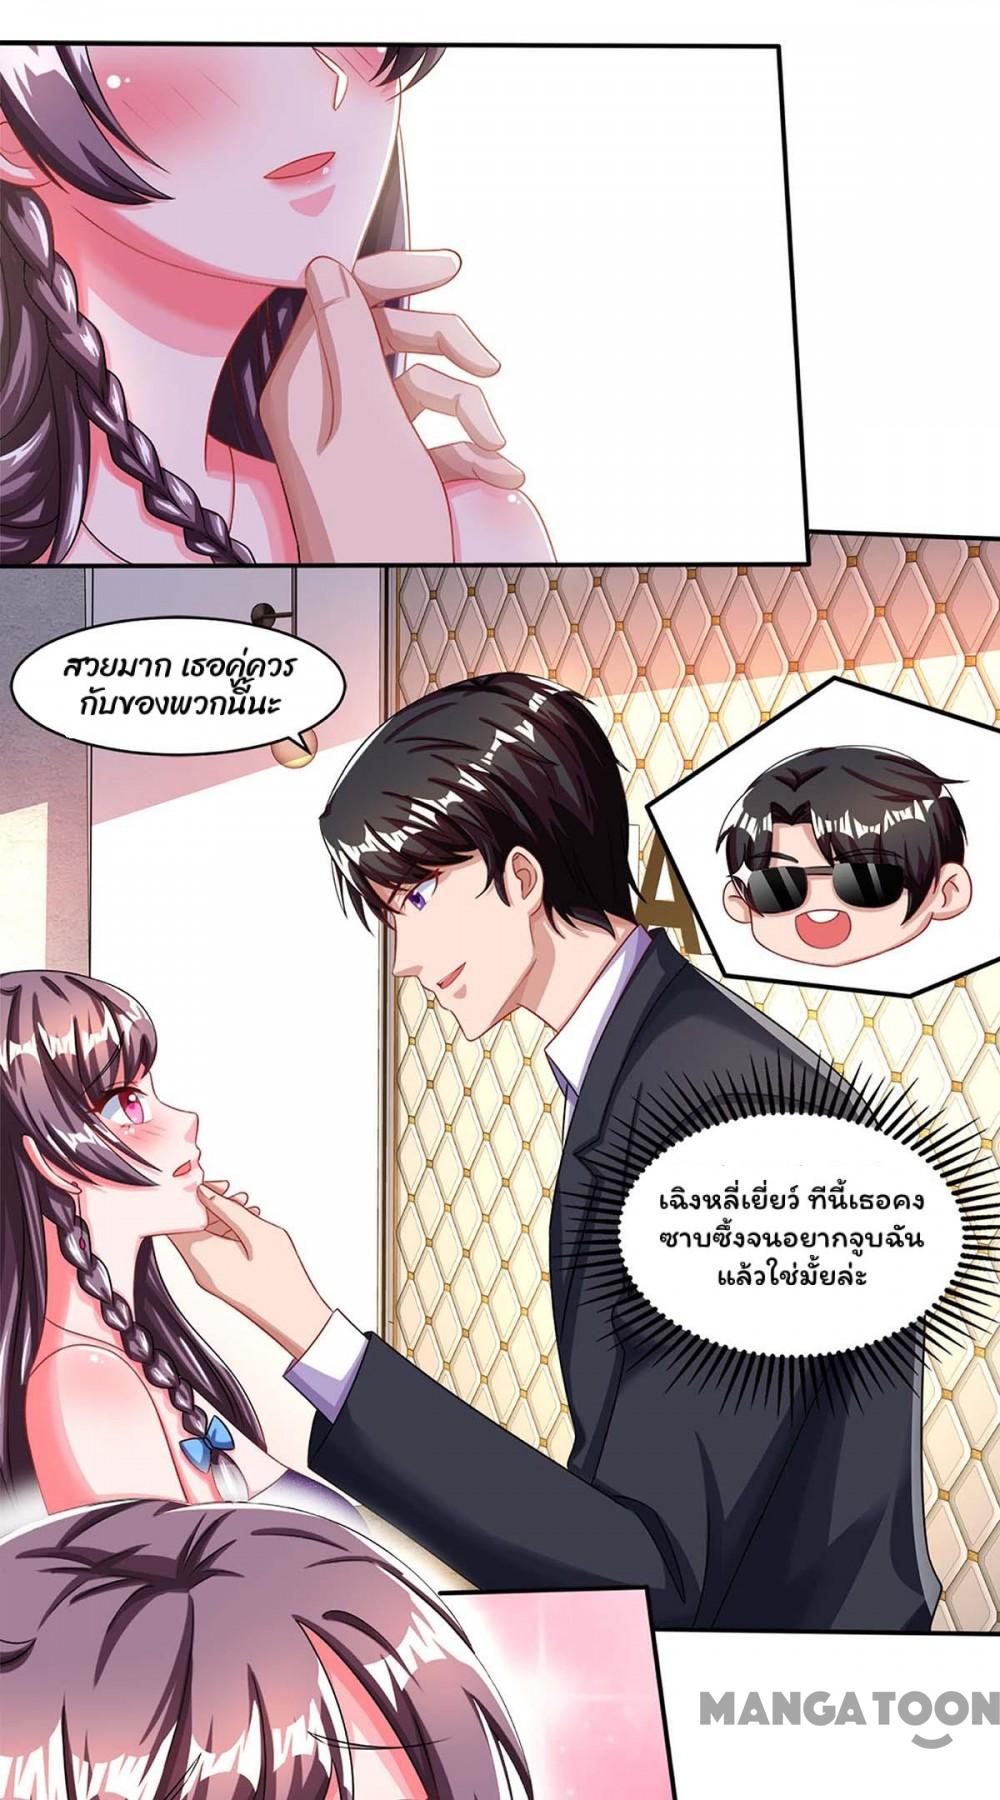 สวยมาก เธอคู่ควร
กับของพวกนี้นะ
A
เฉิงหลี่เยี่ยว์ ทีนี้เธอคง
ซาบซึ้งจนอยากจูบฉัน
แล้วใช่มั้ยล่ะ
MANGATOON